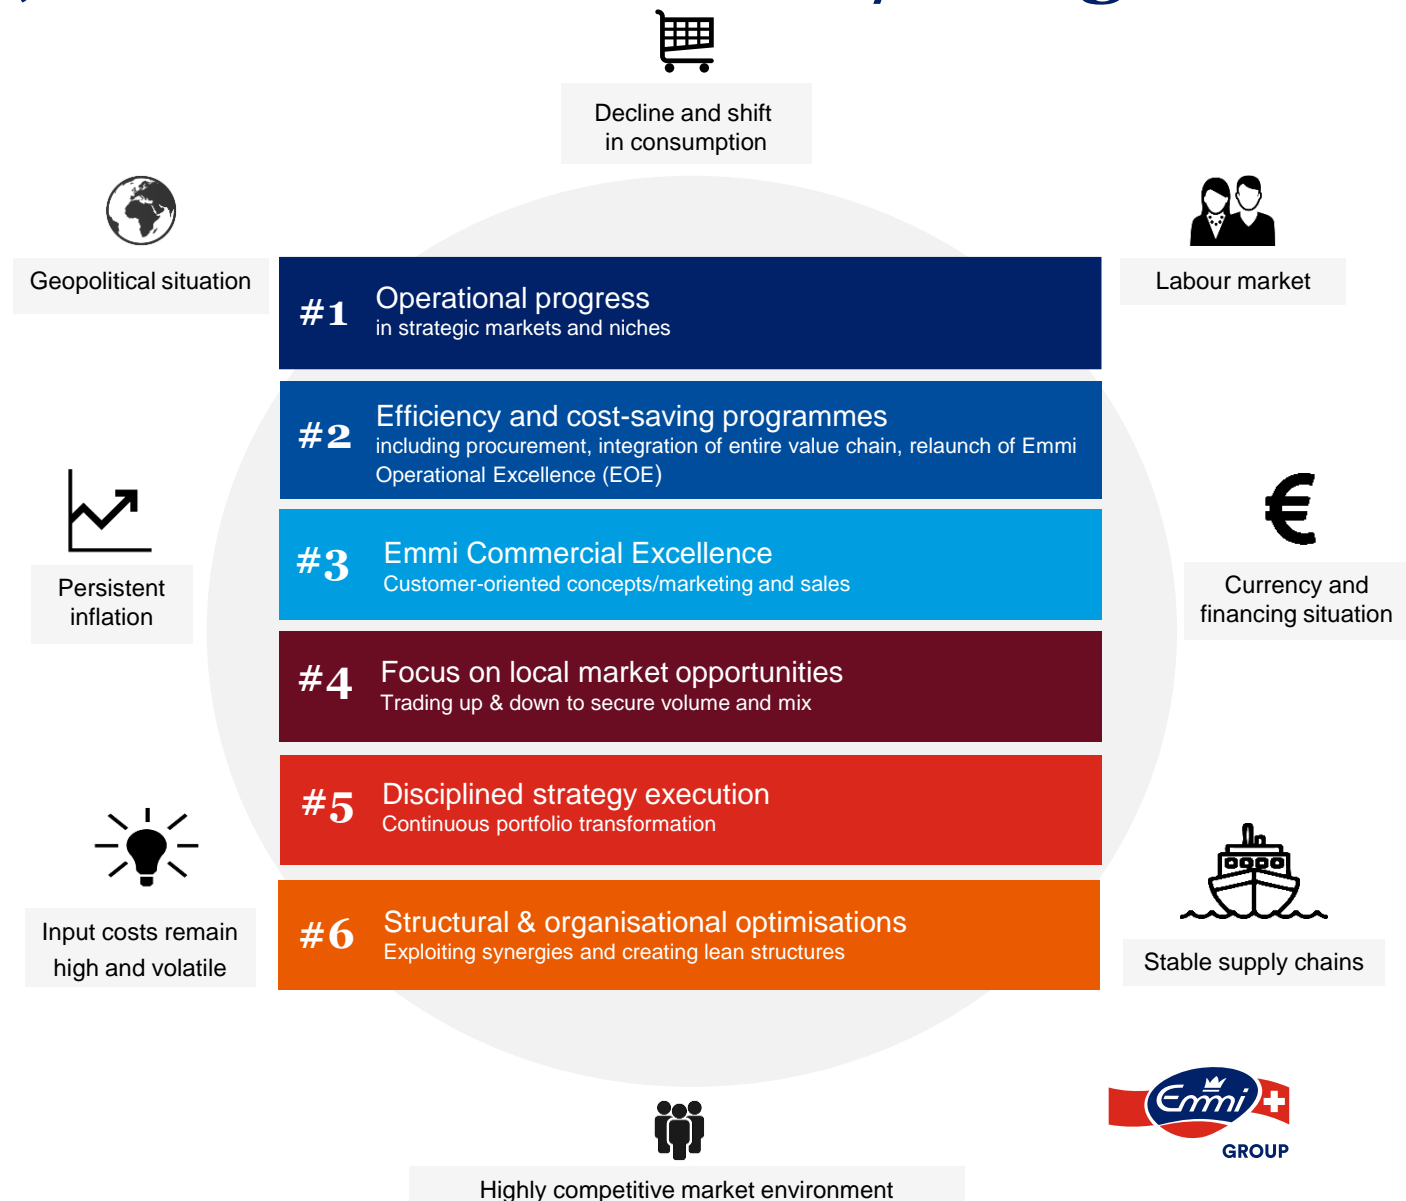 Decline and shift
in consumption
Geopolitical situation
Labour market
#1 Operational progress
in strategic markets and niches
#2 Efficiency and cost-saving programmes
including procurement, integration of entire value chain, relaunch of Emmi
Operational Excellence (EOE)
Persistent
inflation
#3 Emmi Commercial Excellence
Customer-oriented concepts/marketing and sales
Currency and
financing situation
#4 Focus on local market opportunities
Trading up & down to secure volume and mix
#5 Disciplined strategy execution
Continuous portfolio transformation
Input costs remain
high and volatile
#6 Structural & organisational optimisations
Exploiting synergies and creating lean structures
Stable supply chains
Emmi
GROUP
Highly competitive market environment